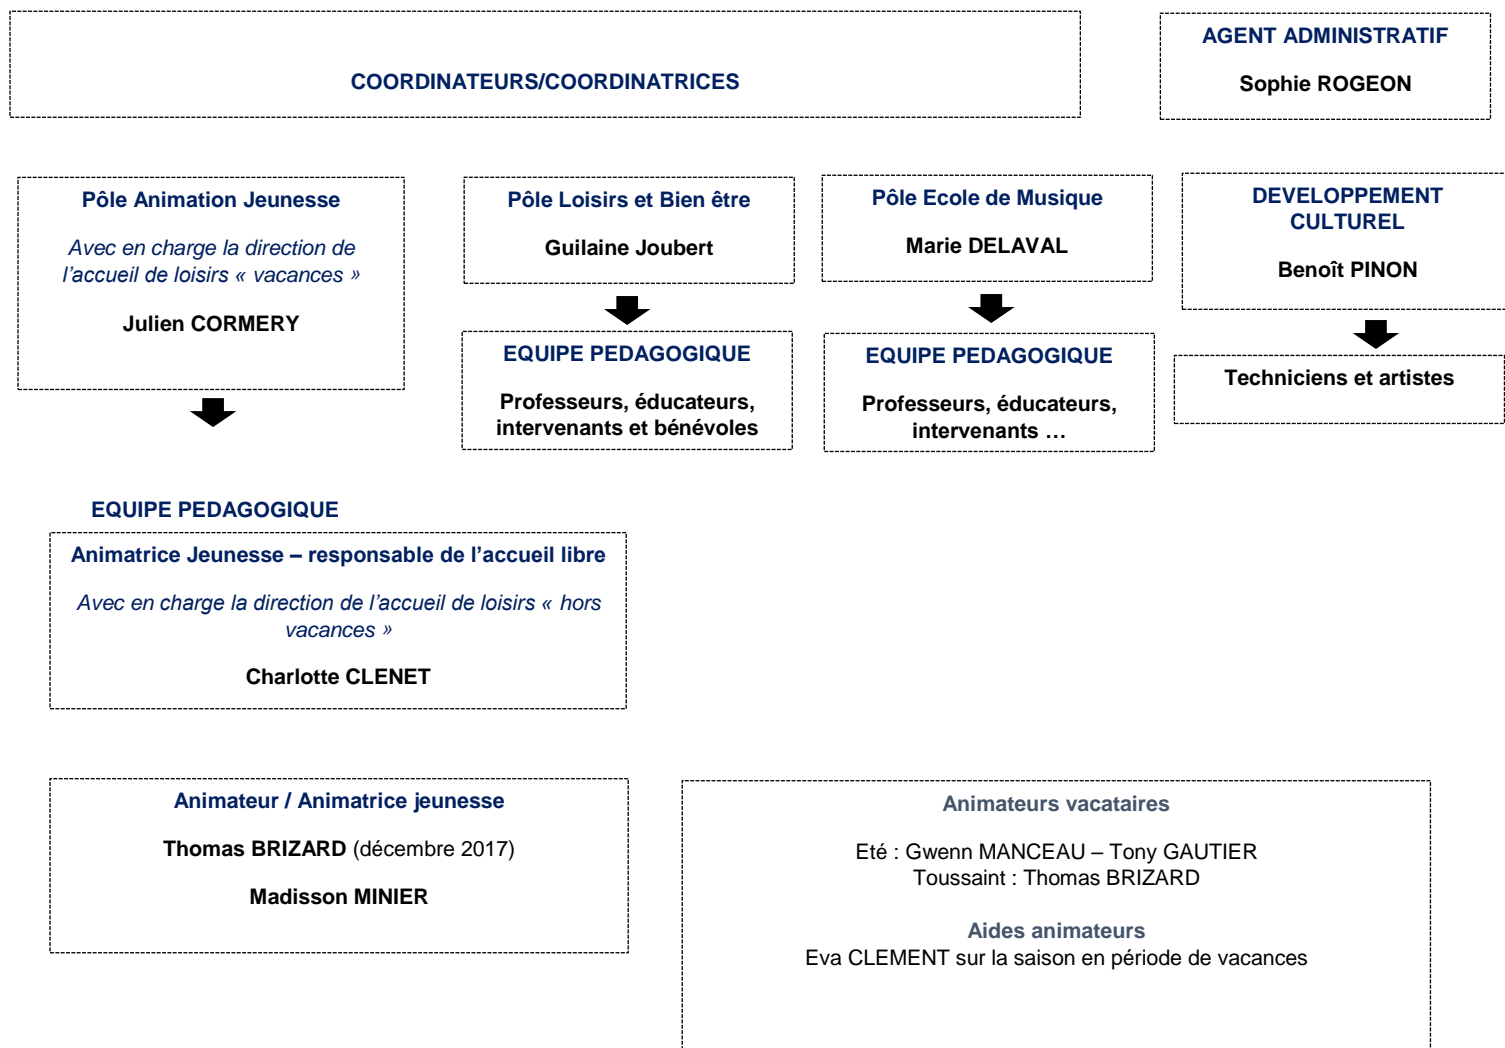 COORDINATEURS/COORDINATRICES
AGENT ADMINISTRATIF
Sophie ROGEON
Pôle Animation Jeunesse
Avec en charge la direction de
l’accueil de loisirs « vacances »
Julien CORMERY
Pôle Loisirs et Bien être
Guilaine Joubert
Pôle Ecole de Musique
Marie DELAVAL
DEVELOPPEMENT
CULTUREL
Benoît PINON
EQUIPE PEDAGOGIQUE
Professeurs, éducateurs,
intervenants et bénévoles
EQUIPE PEDAGOGIQUE
Professeurs, éducateurs,
intervenants …
Techniciens et artistes
EQUIPE PEDAGOGIQUE
Animatrice Jeunesse – responsable de l’accueil libre
Avec en charge la direction de l’accueil de loisirs « hors
vacances »
Charlotte CLENET
Animateur / Animatrice jeunesse
Thomas BRIZARD (décembre 2017)
Madisson MINIER
Animateurs vacataires
Eté : Gwenn MANCEAU – Tony GAUTIER
Toussaint : Thomas BRIZARD
Aides animateurs
Eva CLEMENT sur la saison en période de vacances